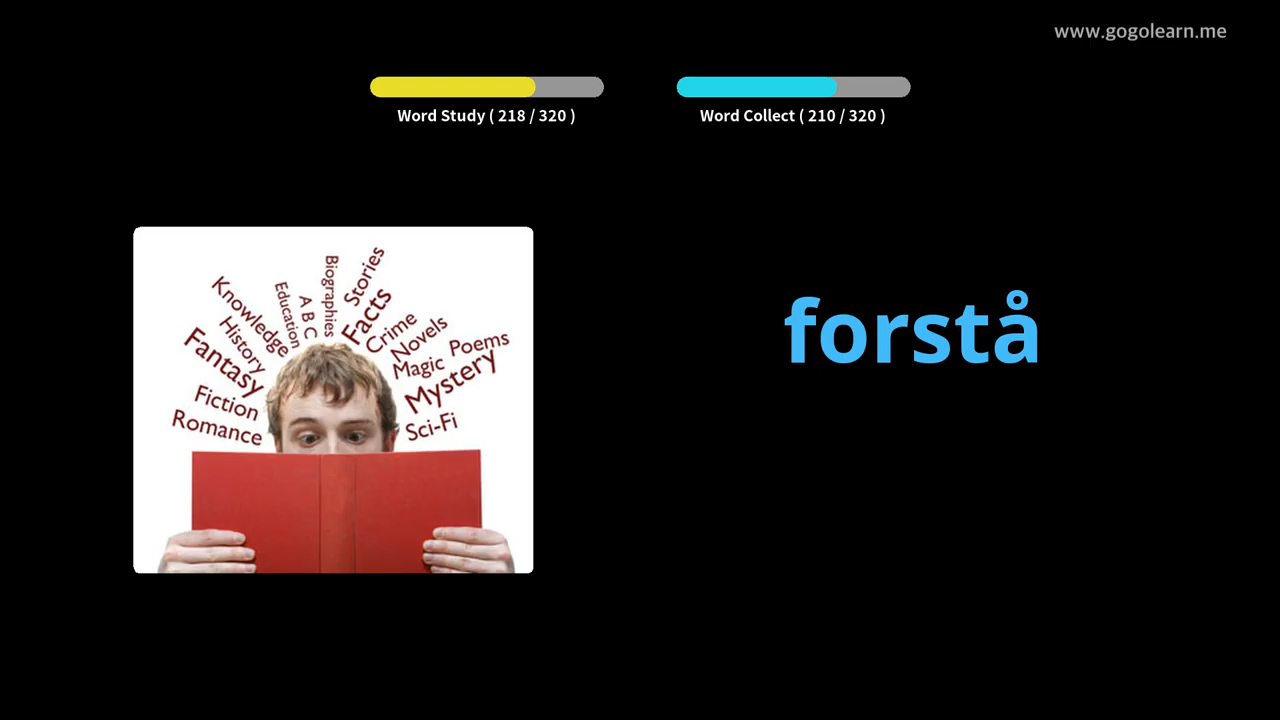 www.gogolearn.me
Word Study ( 218 / 320 )
Word Collect ( 210 / 320 )
forstå
Romance
Fiction
Fantasy
History
Knowledge
Education
A B C
Biographies
Stories
Facts
Crime
Novels
Magic
Poems
Mystery
Sci-Fi